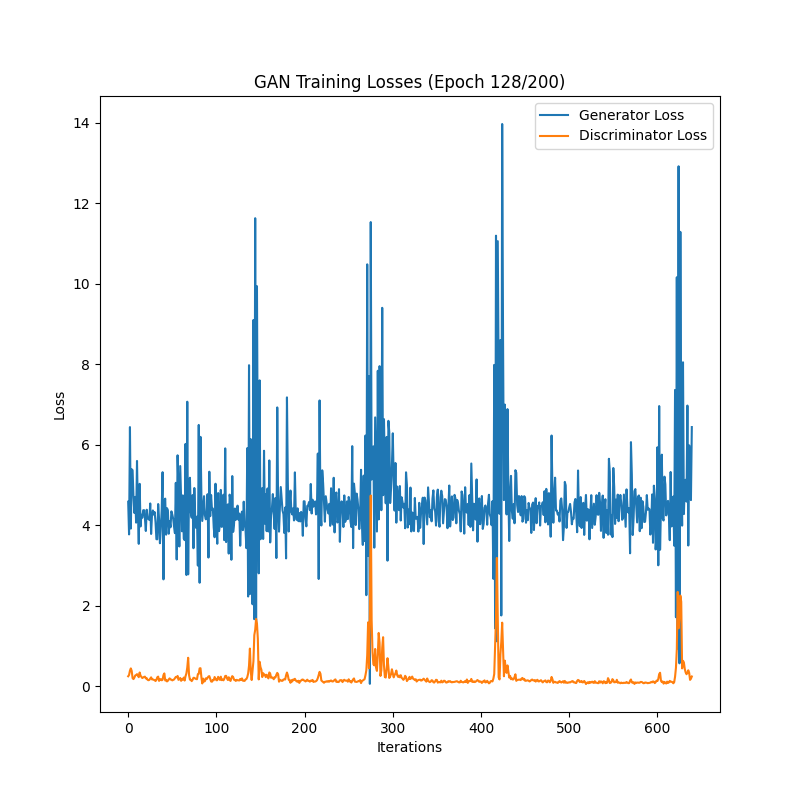 GAN Training Losses (Epoch 128/200)
Generator Loss
Discriminator Loss
14
12
10
8
6
4
2
0
Loss
0 100 200 300 400 500 600
Iterations